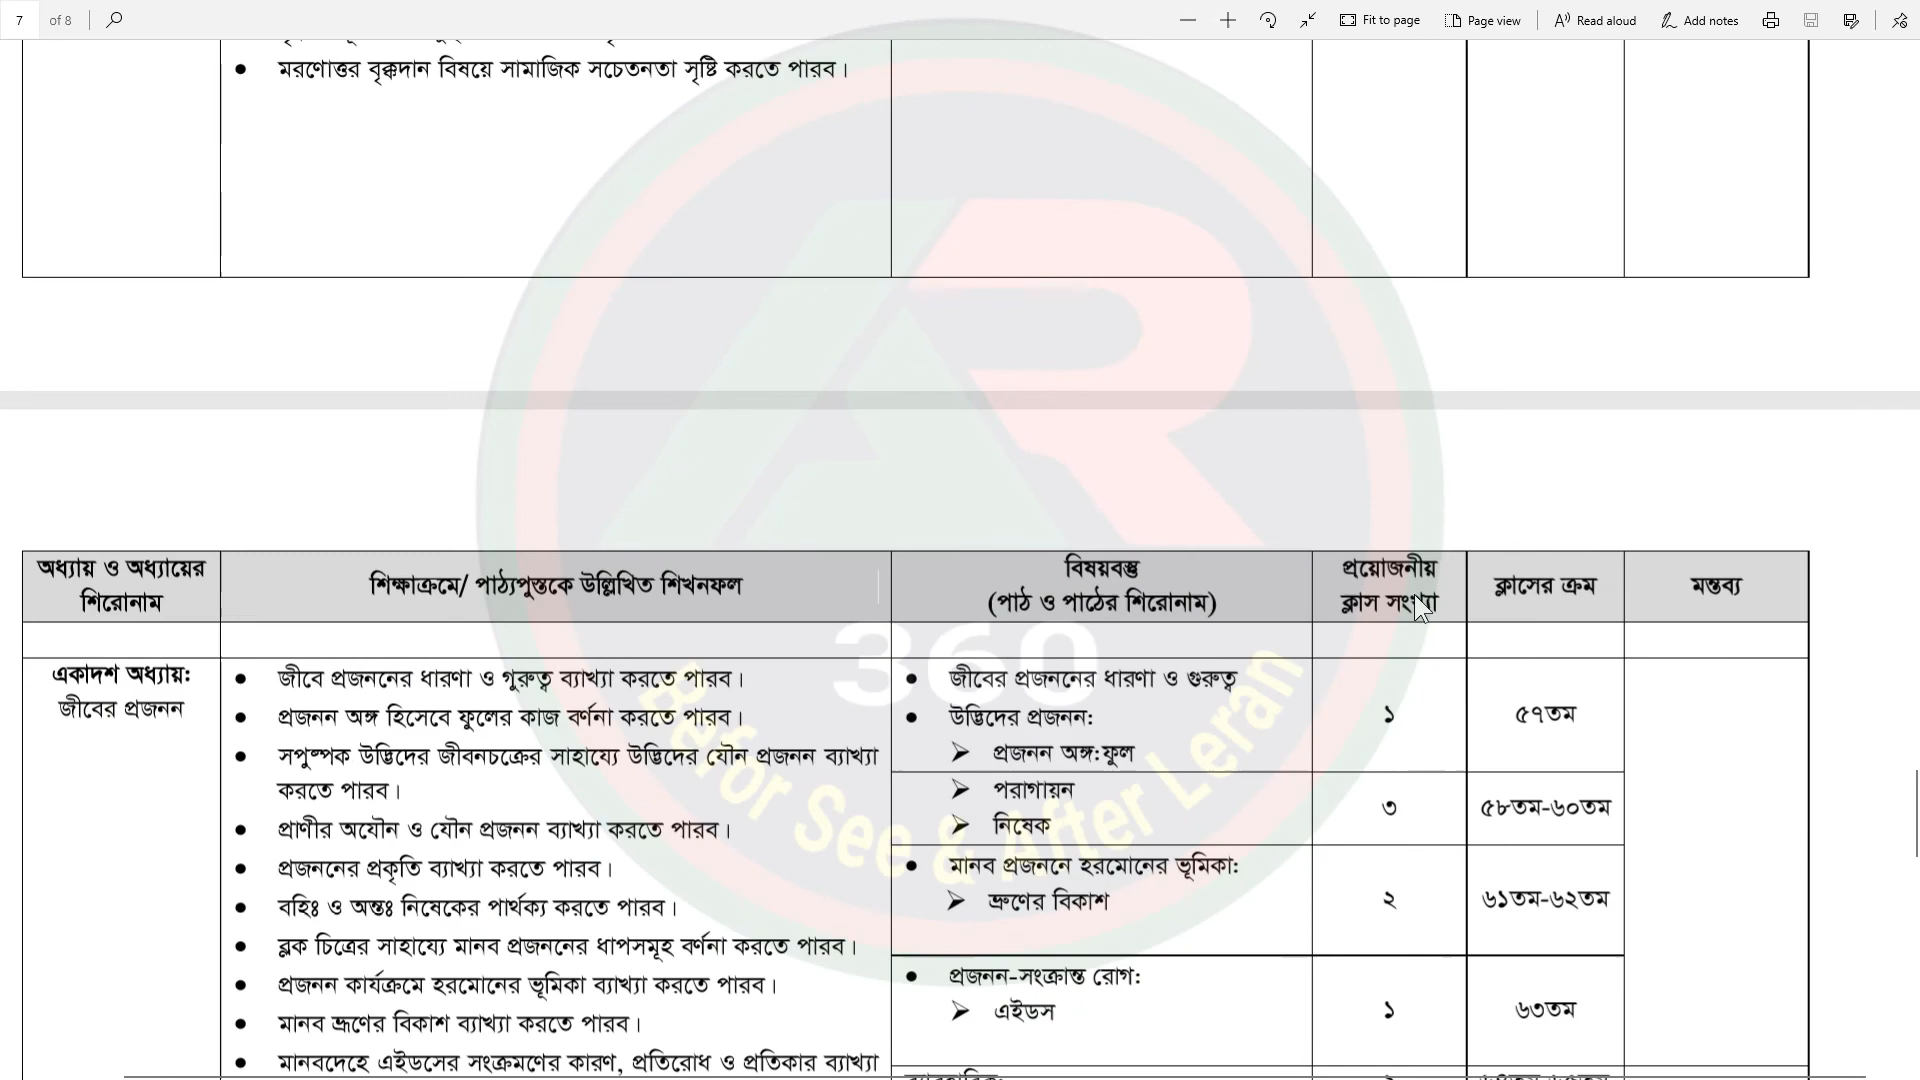 7 of 8
Fit to page
Page view
Read aloud
Add notes
মরণোত্তর বৃক্কদান বিষয়ে সামাজিক সচেতনতা সৃষ্টি করতে পারব।
অধ্যায় ও অধ্যায়ের শিরোনাম
শিক্ষাক্রমে/ পাঠ্যপুস্তকে উল্লিখিত শিখনফল
বিষয়বস্তু
(পাঠ ও পাঠের শিরোনাম)
প্রয়োজনীয়
ক্লাস সংখ্যা
ক্লাসের ক্রম
মন্তব্য
একাদশ অধ্যায়:
জীবের প্রজনন
জীবে প্রজননের ধারণা ও গুরুত্ব ব্যাখ্যা করতে পারব।
প্রজনন অঙ্গ হিসেবে ফুলের কাজ বর্ণনা করতে পারব।
সপুষ্পক উদ্ভিদের জীবনচক্রের সাহায্যে উদ্ভিদের যৌন প্রজনন ব্যাখ্যা
করতে পারব।
প্রাণীর অযৌন ও যৌন প্রজনন ব্যাখ্যা করতে পারব।
প্রজননের প্রকৃতি ব্যাখ্যা করতে পারব।
বহিঃ ও অন্তঃ নিষেকের পার্থক্য করতে পারব।
ব্লক চিত্রের সাহায্যে মানব প্রজননের ধাপসমূহ বর্ণনা করতে পারব।
প্রজনন কার্যক্রমে হরমোনের ভূমিকা ব্যাখ্যা করতে পারব।
মানব ভ্রূণের বিকাশ ব্যাখ্যা করতে পারব।
মানবদেহে এইডসের সংক্রমণের কারণ, প্রতিরোধ ও প্রতিকার ব্যাখ্যা
জীবের প্রজননের ধারণা ও গুরুত্ব
উদ্ভিদের প্রজনন:
প্রজনন অঙ্গ:ফুল
১
৫৭তম
পরাগায়ন
নিষেক
৩
৫৮তম-৬০তম
মানব প্রজননে হরমোনের ভূমিকা:
ভ্রুণের বিকাশ
২
৬১তম-৬২তম
প্রজনন-সংক্রান্ত রোগ:
এইডস
১
৬৩তম
360
Befor See & After Leran